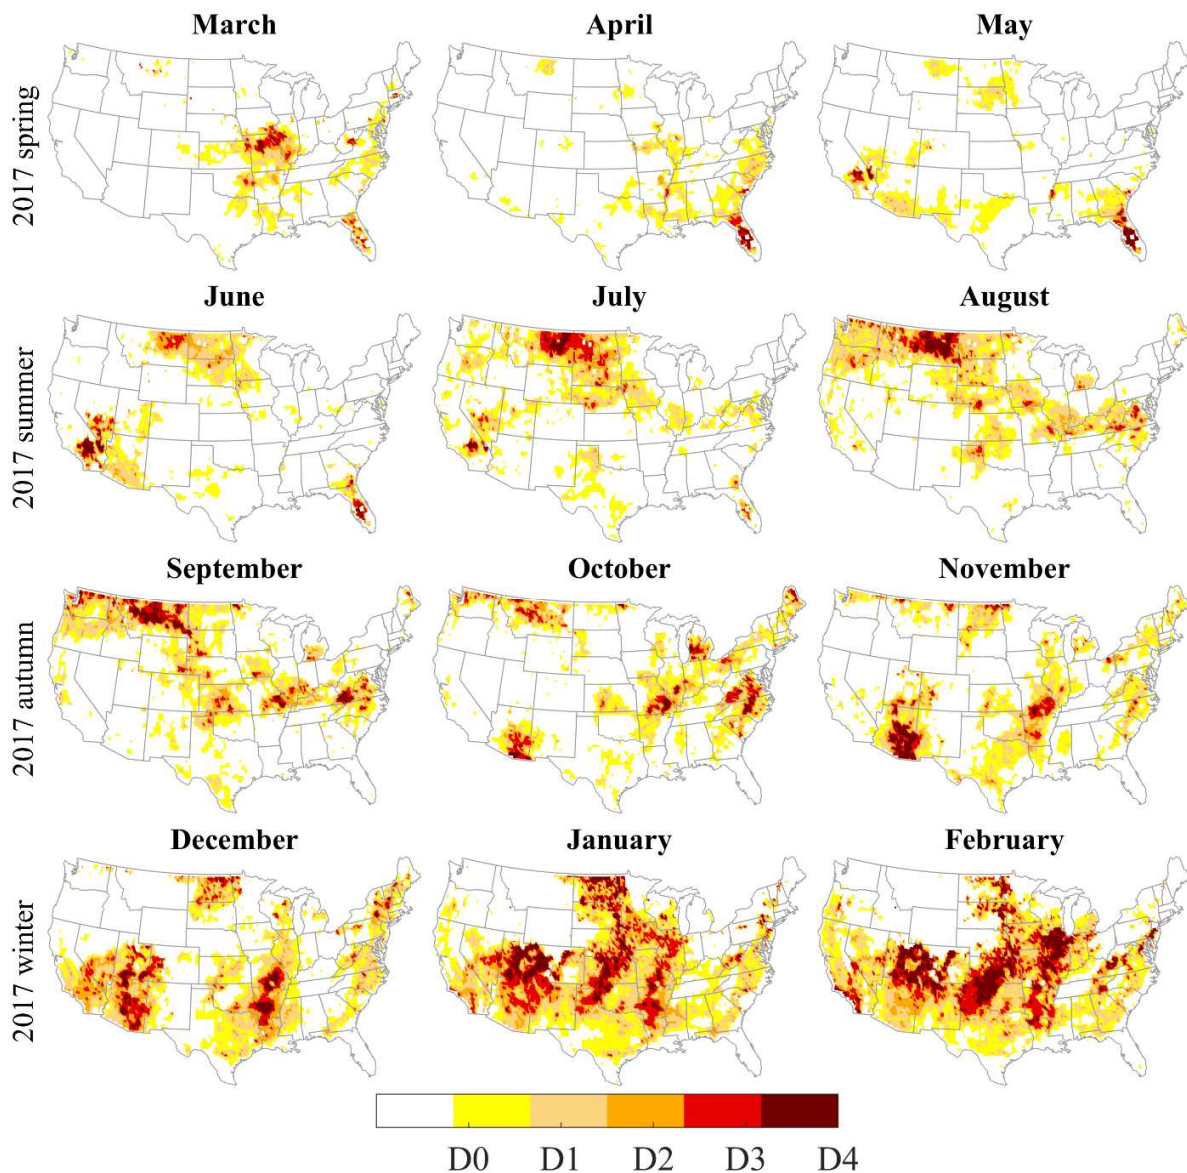 March April May
2017 spring
June July August
2017 summer
September October November
2017 autumn
December January February
2017 winter
D0 D1 D2 D3 D4